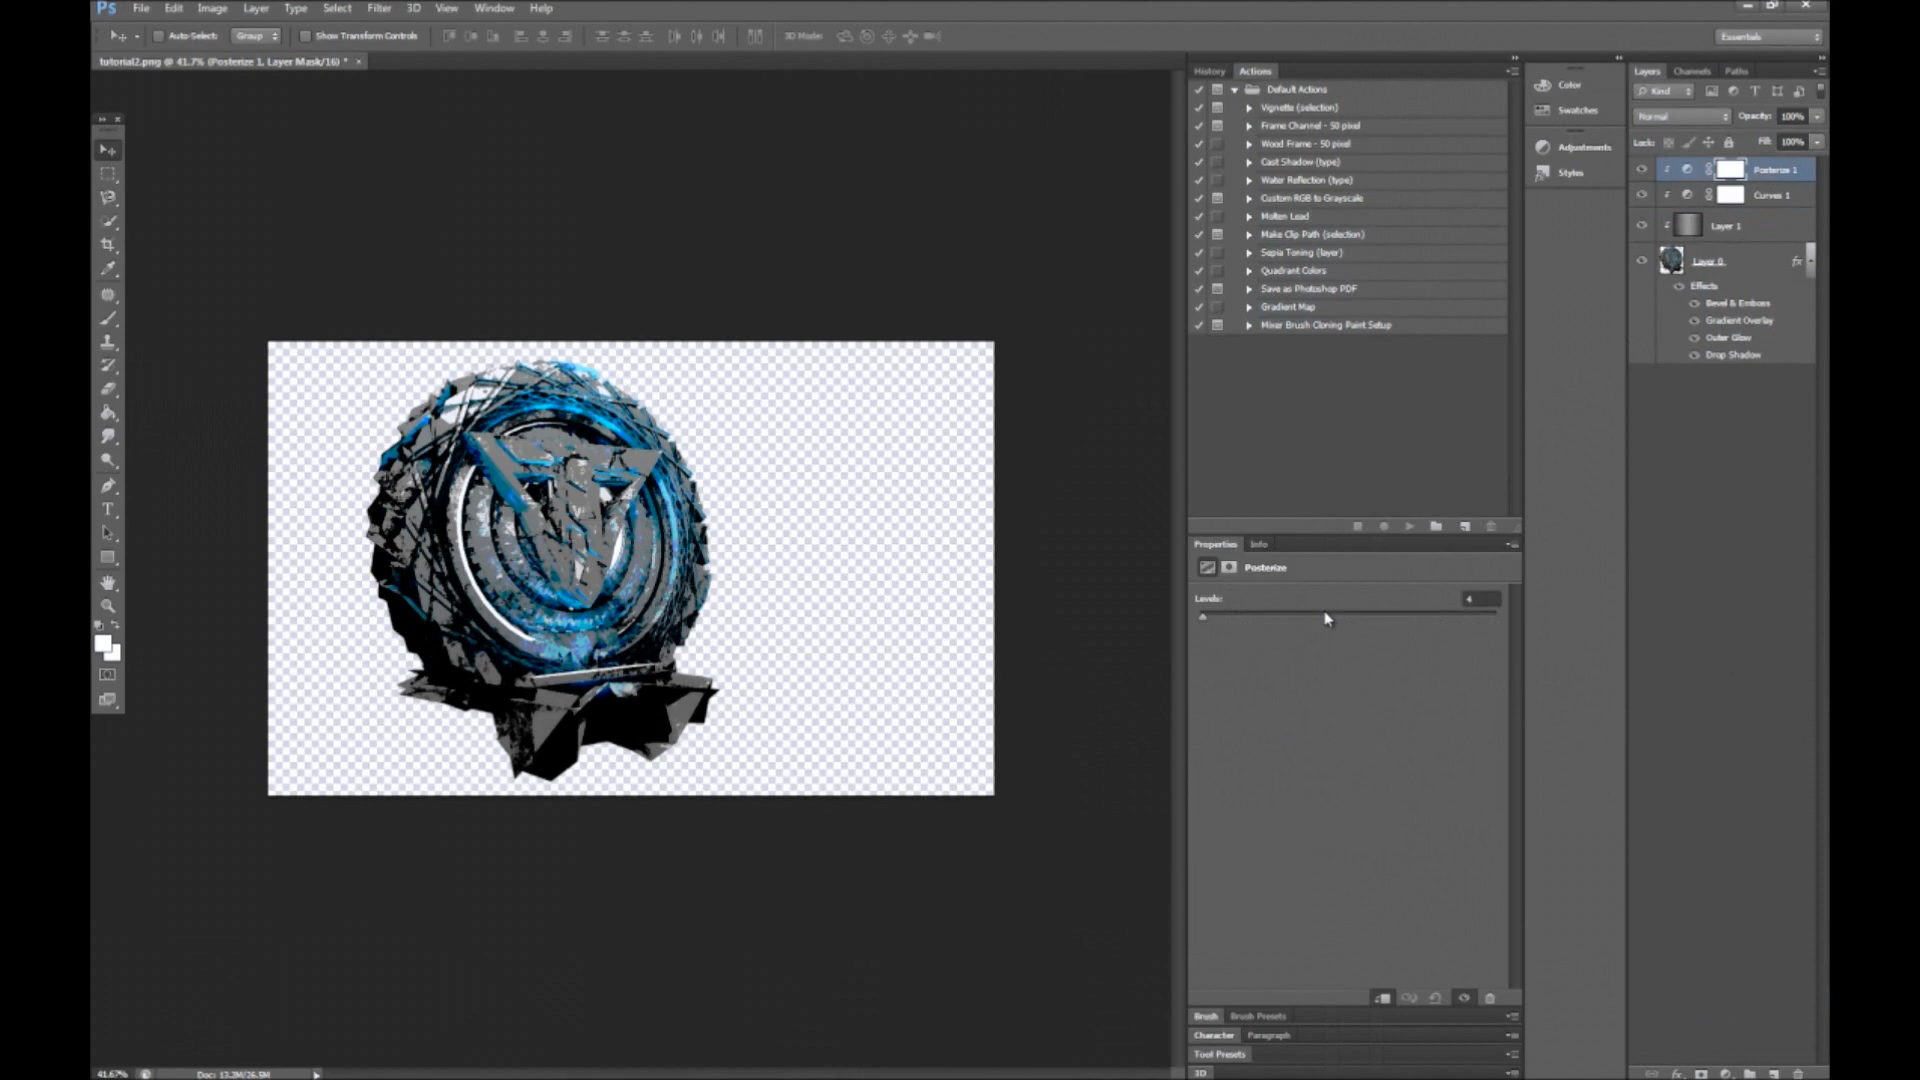 Ps File Edit Image Layer Type Select Filter 3D View Window Help
Auto-Select: Group Show Transform Controls 3D Mode: Essentials
tutorial2.png @ 41.7% (Posterize 1, Layer Mask/16) * ×
History Actions
Default Actions
Vignette (selection)
Frame Channel - 50 pixel
Wood Frame - 50 pixel
Cast Shadow (type)
Water Reflection (type)
Custom RGB to Grayscale
Molten Lead
Make Clip Path (selection)
Sepia Toning (layer)
Quadrant Colors
Save as Photoshop PDF
Gradient Map
Mixer Brush Cloning Paint Setup
Properties Info
Posterize
Levels: 4
Brush Brush Presets
Character Paragraph
Tool Presets
3D
Color
Swatches
Adjustments
Styles
Layers Channels Paths
Kind
Normal Opacity: 100%
Lock: Fill: 100%
Posterize 1
Curves 1
Layer 1
Layer 0 fx
Effects
Bevel & Emboss
Gradient Overlay
Outer Glow
Drop Shadow
41.67% Doc: 13.2M/26.5M